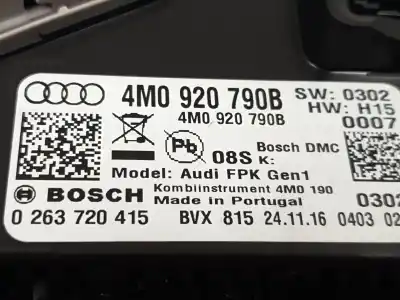 4M0 920 790B SW: 0302
4M0 920 790B HW: H15
0007
Pb 08S Bosch DMC
K:
Model: Audi FPK Gen1
BOSCH Kombiinstrument 4M0 190
Made in Portugal 0302
0 263 720 415 BVX 815 24.11.16 0403 02